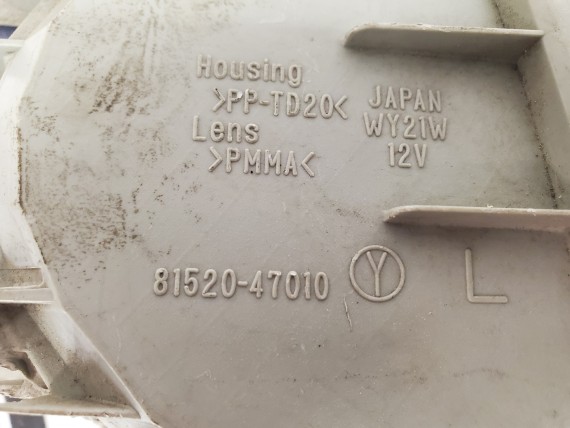 Housing
>PP-TD20< JAPAN
Lens WY21W
>PMMA< 12V
81520-47010 Ⓨ L